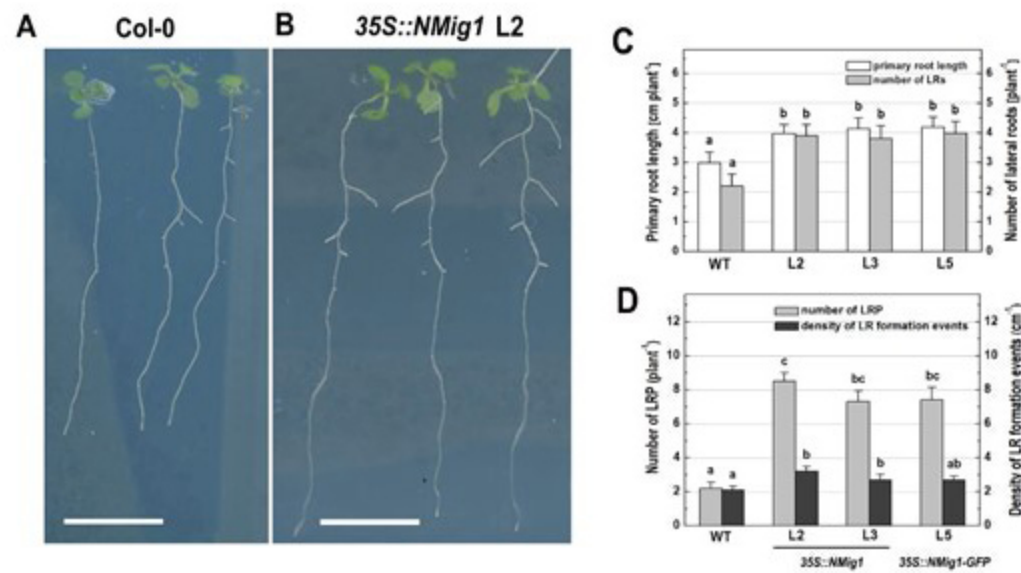 A
Col-0
B
35S::NMig1 L2
C
primary root length
number of LRs
Primary root length [cm plant⁻¹]
Number of lateral roots [plant⁻¹]
6
5
4
3
2
1
0
6
5
4
3
2
1
0
a
a
b
b
b
b
b
b
WT
L2
L3
L5
D
number of LRP
density of LR formation events
Number of LRP (plant⁻¹)
Density of LR formation events (cm⁻¹)
12
10
8
6
4
2
0
12
10
8
6
4
2
0
a
a
c
b
bc
b
bc
ab
WT
L2
L3
L5
35S::NMig1
35S::NMig1-GFP